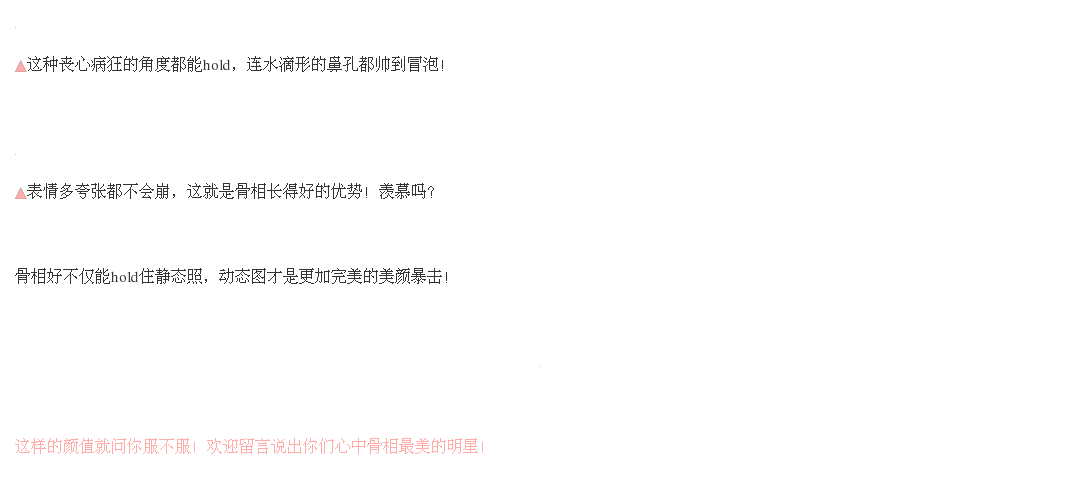 ▲这种丧心病狂的角度都能hold，连水滴形的鼻孔都帅到冒泡！
▲表情多夸张都不会崩，这就是骨相长得好的优势！羡慕吗？
骨相好不仅能hold住静态照，动态图才是更加完美的美颜暴击！
这样的颜值就问你服不服！欢迎留言说出你们心中骨相最美的明星！